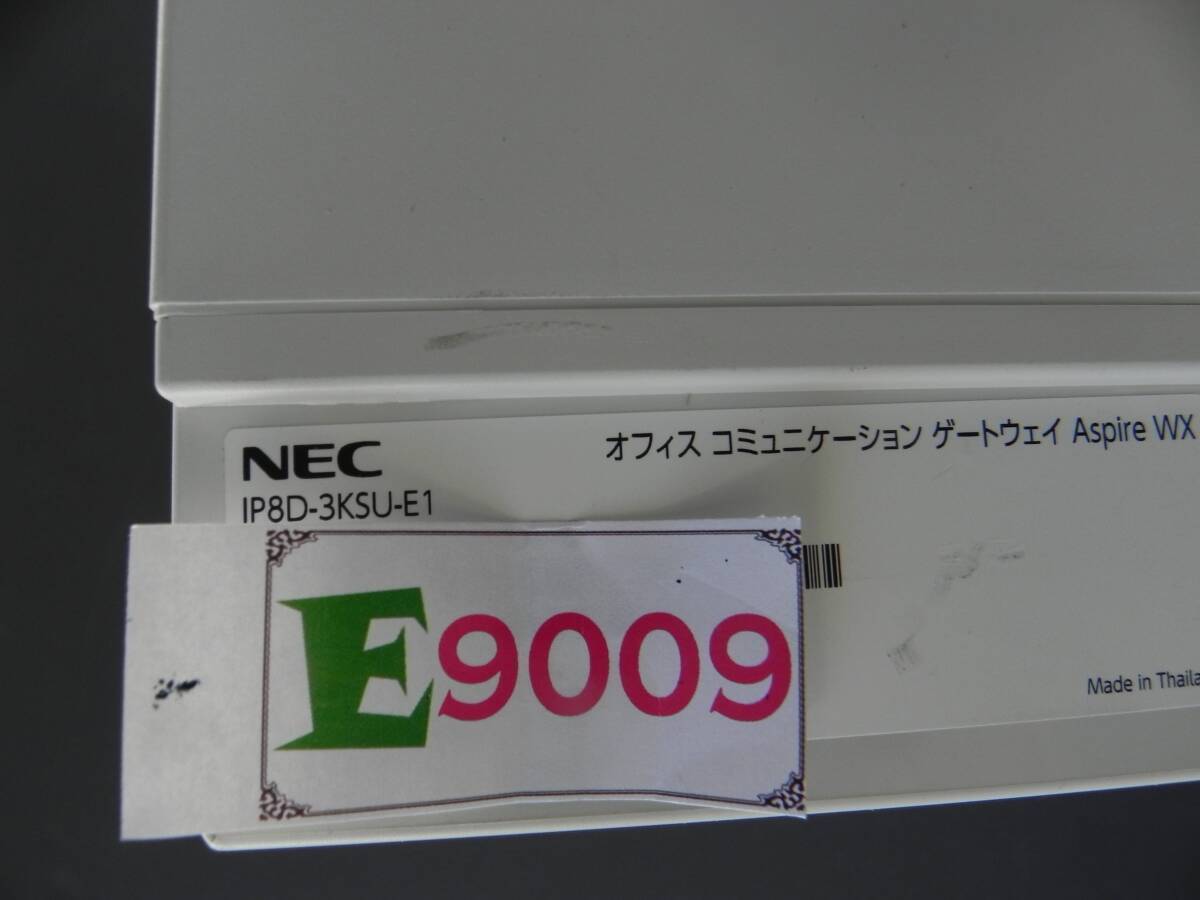 NEC
オフィス コミュニケーション ゲートウェイ Aspire WX
IP8D-3KSU-E1
E9009
Made in Thaila